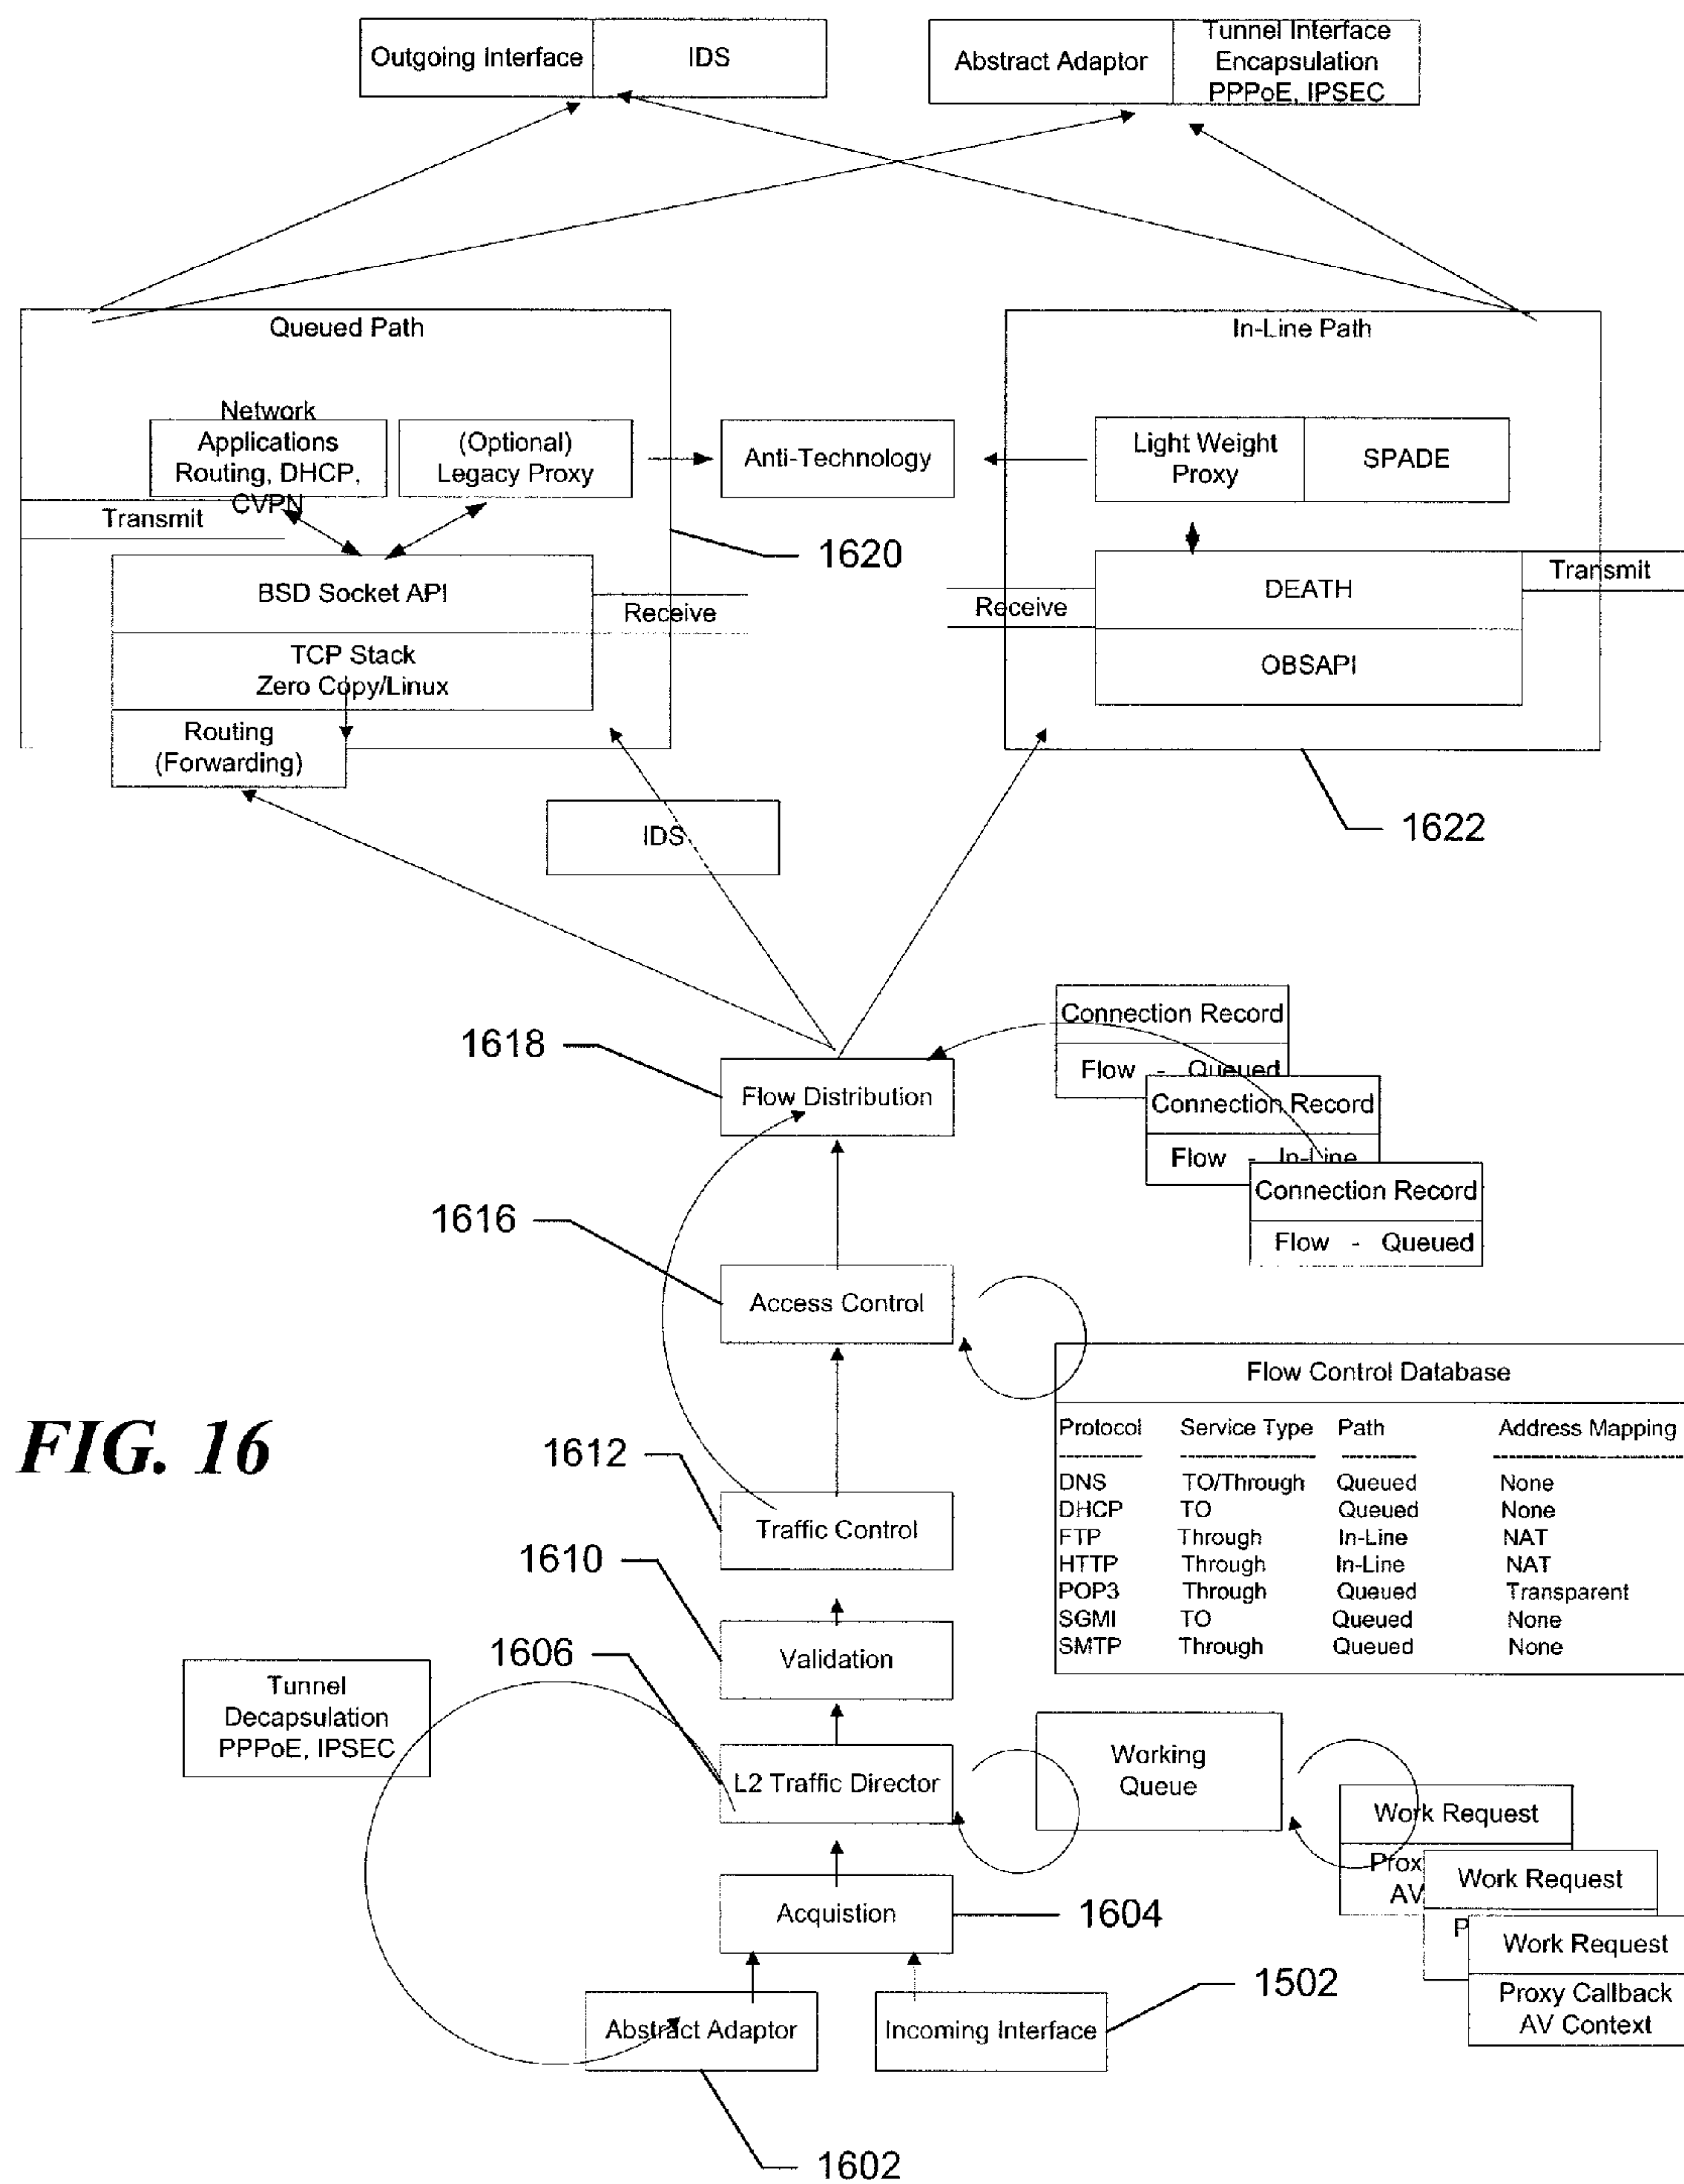 Outgoing Interface
IDS
Abstract Adaptor
Tunnel Interface
Encapsulation
PPPoE, IPSEC
Queued Path
Network
Applications
Routing, DHCP,
CVPN
(Optional)
Legacy Proxy
Anti-Technology
In-Line Path
Light Weight
Proxy
SPADE
Transmit
1620
BSD Socket API
Receive
TCP Stack
Zero Copy/Linux
Routing
(Forwarding)
Receive
DEATH
Transmit
OBSAPI
IDS
1622
1618
Flow Distribution
Connection Record
Flow - Queued
Connection Record
Flow - In-Line
Connection Record
Flow - Queued
1616
Access Control
FIG. 16
Flow Control Database
Protocol Service Type Path Address Mapping
DNS TO/Through Queued None
DHCP TO Queued None
FTP Through In-Line NAT
HTTP Through In-Line NAT
POP3 Through Queued Transparent
SGMI TO Queued None
SMTP Through Queued None
1612
Traffic Control
1610
Validation
1606
Tunnel
Decapsulation
PPPoE, IPSEC
L2 Traffic Director
Working
Queue
Work Request
Prox
AV
Work Request
P
Work Request
Proxy Callback
AV Context
Acquistion
1604
Abstract Adaptor
Incoming Interface
1502
1602